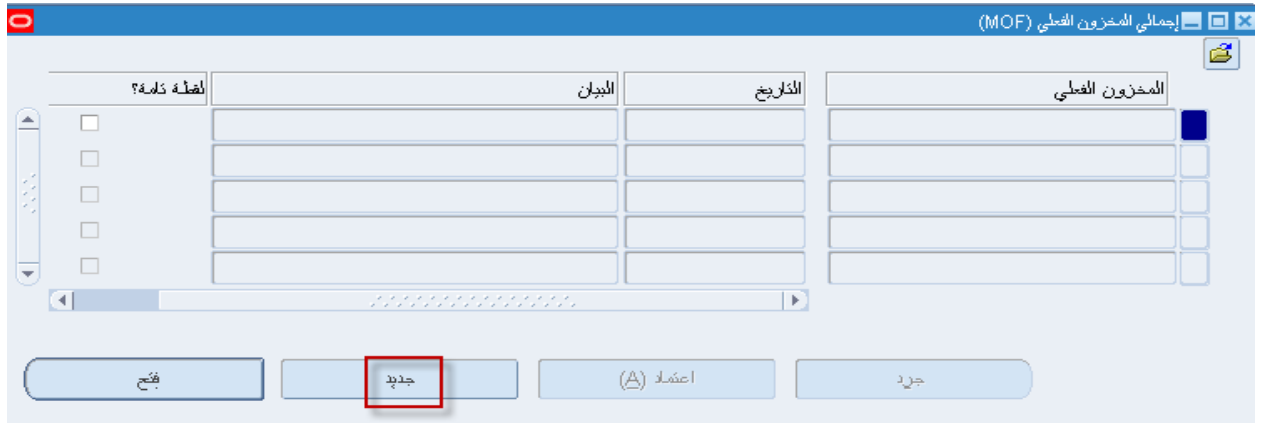 إجمالي المخزون الفعلي (MOF)
المخزون الفعلي التاريخ البيان لقطة تامة؟
جرد اعتماد (A) جديد فتح